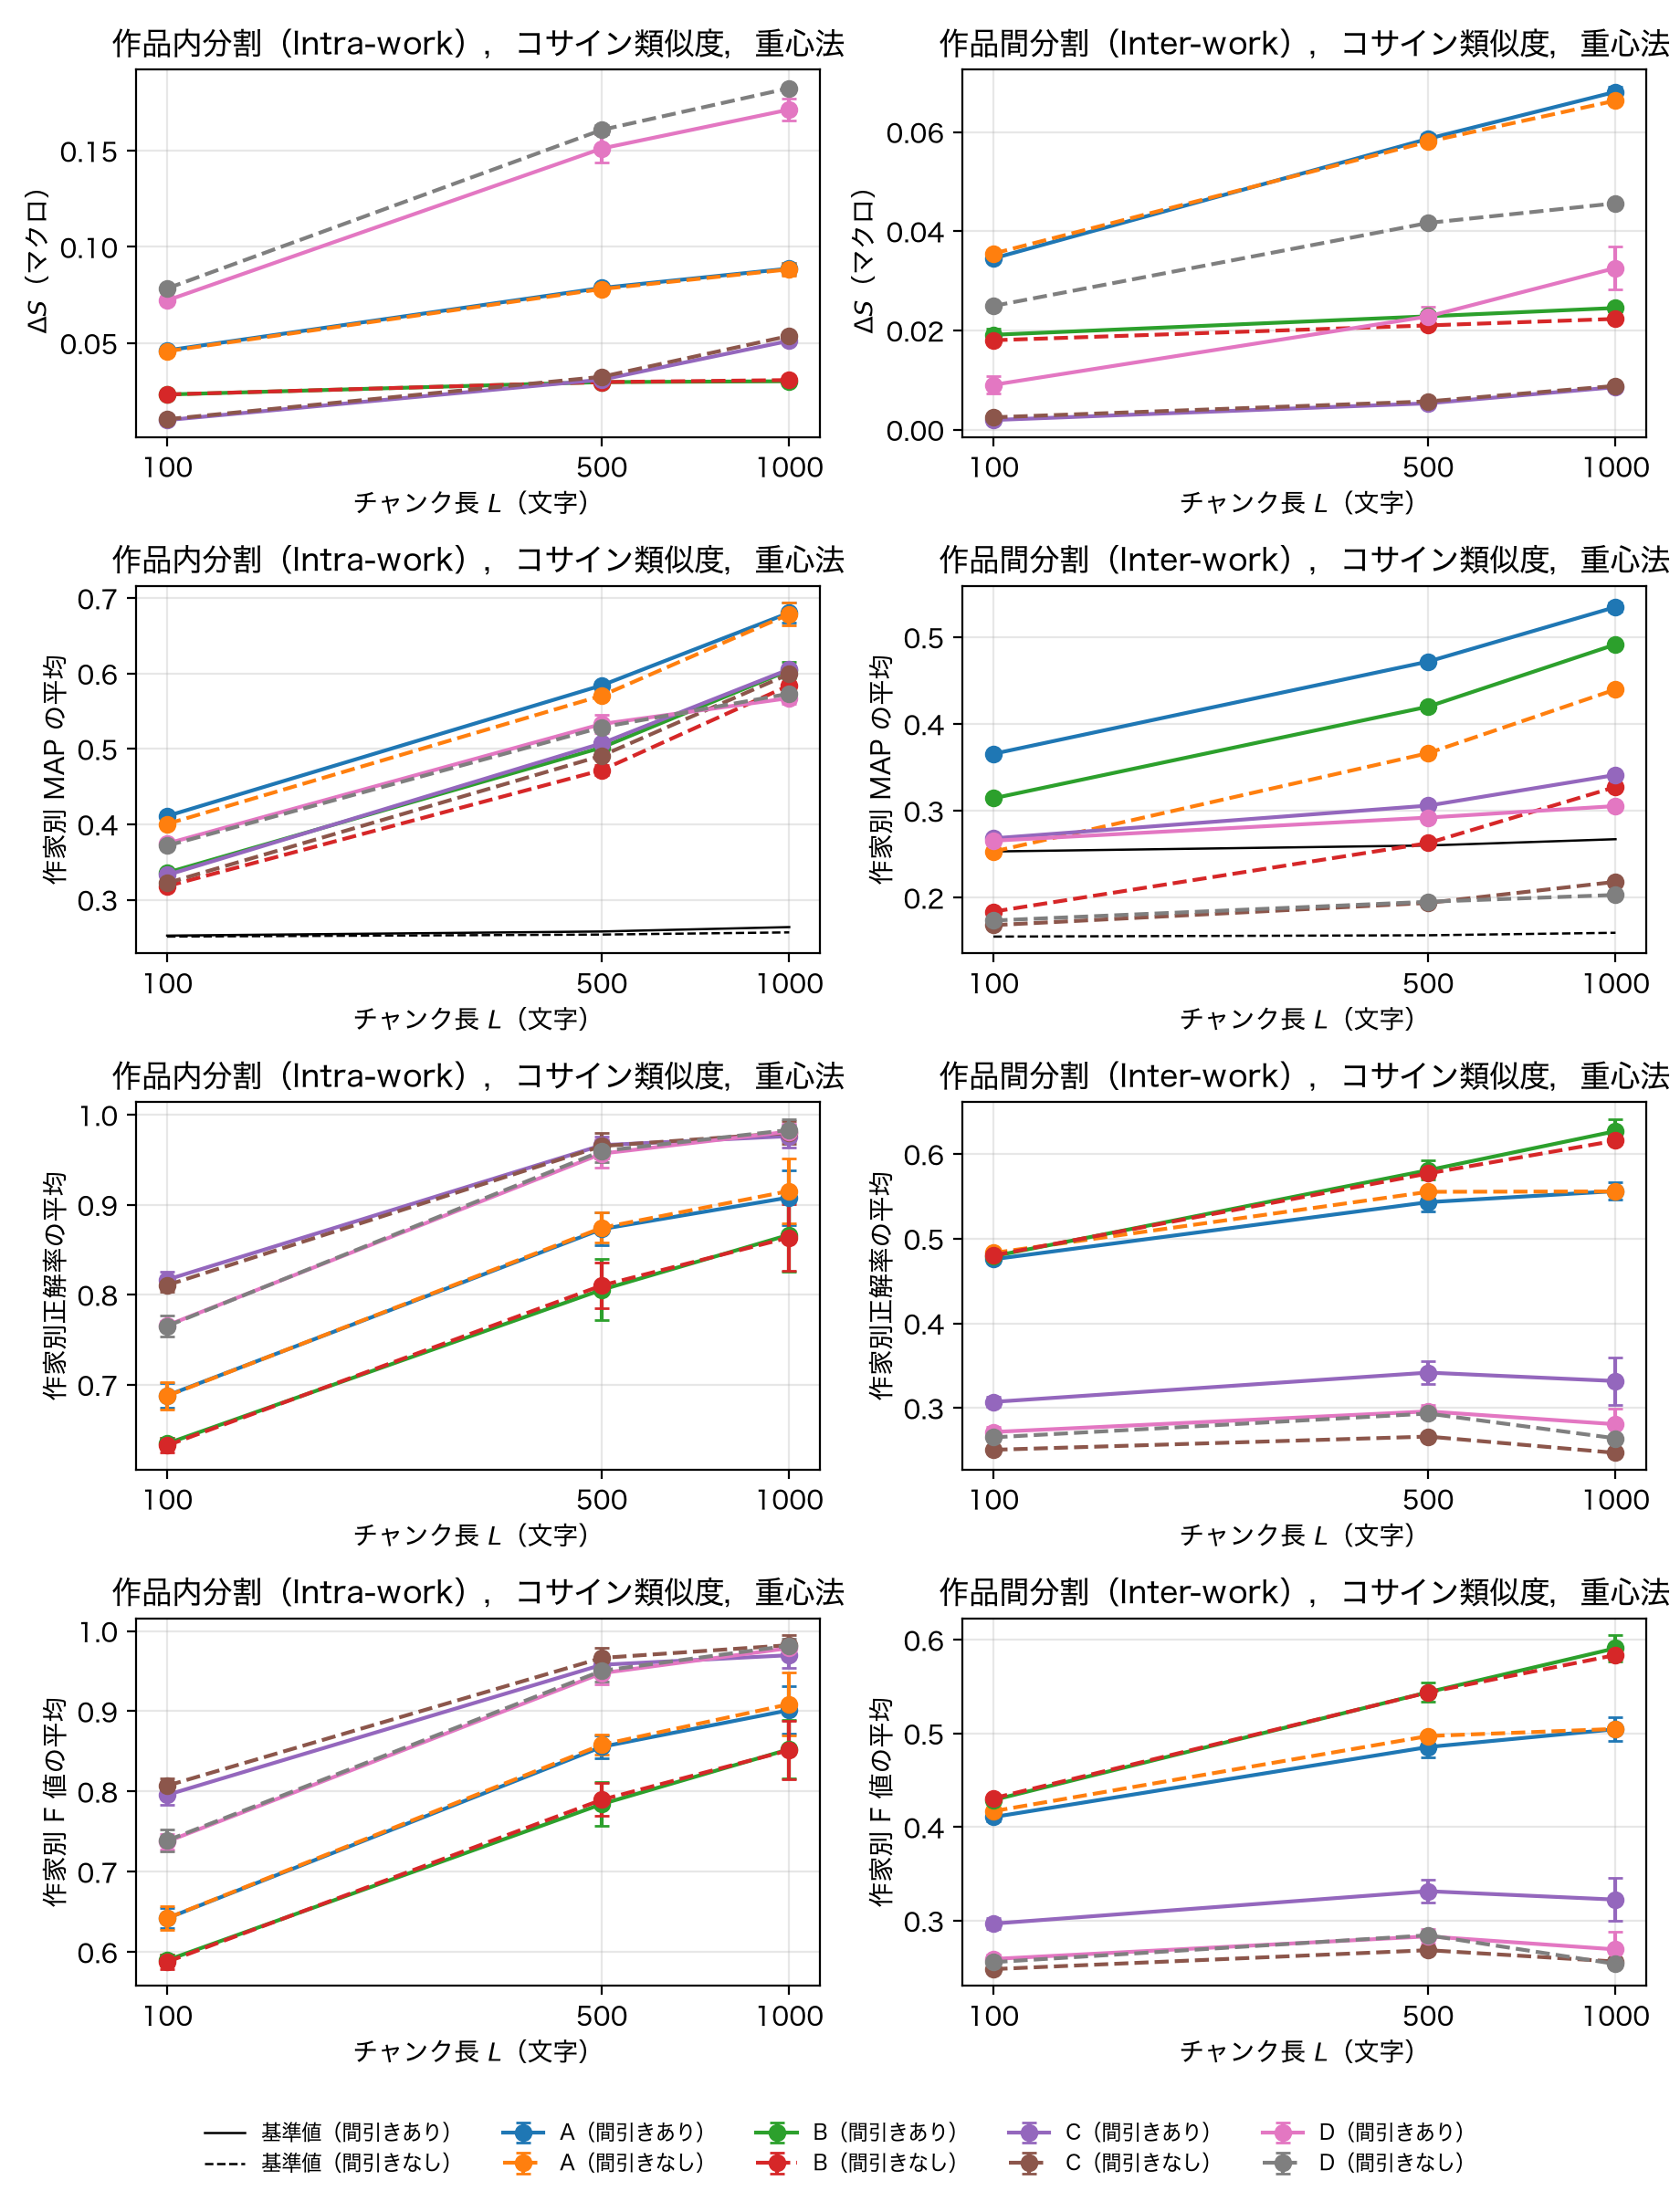 作品内分割（Intra-work）, コサイン類似度, 重心法
ΔS（マクロ）
0.15
0.10
0.05
100
500
1000
チャンク長 L（文字）
作品間分割（Inter-work）, コサイン類似度, 重心法
ΔS（マクロ）
0.06
0.04
0.02
0.00
100
500
1000
チャンク長 L（文字）
作品内分割（Intra-work）, コサイン類似度, 重心法
作家別 MAP の平均
0.7
0.6
0.5
0.4
0.3
100
500
1000
チャンク長 L（文字）
作品間分割（Inter-work）, コサイン類似度, 重心法
作家別 MAP の平均
0.5
0.4
0.3
0.2
100
500
1000
チャンク長 L（文字）
作品内分割（Intra-work）, コサイン類似度, 重心法
作家別正解率の平均
1.0
0.9
0.8
0.7
100
500
1000
チャンク長 L（文字）
作品間分割（Inter-work）, コサイン類似度, 重心法
作家別正解率の平均
0.6
0.5
0.4
0.3
100
500
1000
チャンク長 L（文字）
作品内分割（Intra-work）, コサイン類似度, 重心法
作家別 F 値の平均
1.0
0.9
0.8
0.7
0.6
100
500
1000
チャンク長 L（文字）
作品間分割（Inter-work）, コサイン類似度, 重心法
作家別 F 値の平均
0.6
0.5
0.4
0.3
100
500
1000
チャンク長 L（文字）
基準値（間引きあり）
A（間引きあり）
B（間引きあり）
C（間引きあり）
D（間引きあり）
基準値（間引きなし）
A（間引きなし）
B（間引きなし）
C（間引きなし）
D（間引きなし）